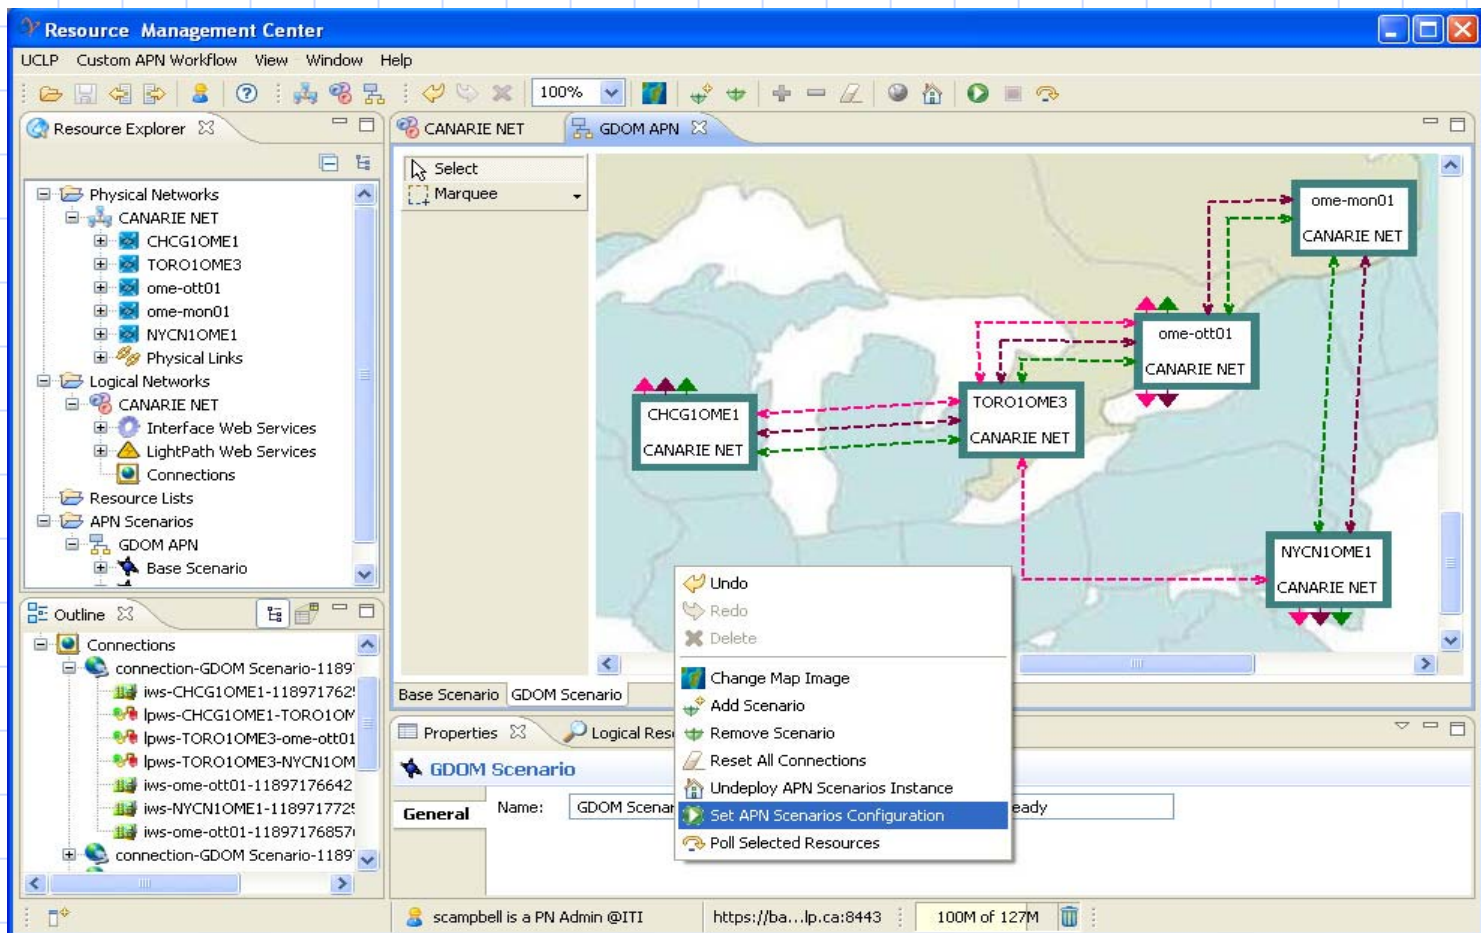 Resource Management Center
UCLP Custom APN Workflow View Window Help
100%
Resource Explorer
Physical Networks
CANARIE NET
CHCG1OME1
TORO1OME3
ome-ott01
ome-mon01
NYCN1OME1
Physical Links
Logical Networks
CANARIE NET
Interface Web Services
LightPath Web Services
Connections
Resource Lists
APN Scenarios
GDOM APN
Base Scenario
Outline
Connections
connection-GDOM Scenario-1189
iws-CHCG1OME1-118971762
lpws-CHCG1OME1-TORO1OM
lpws-TORO1OME3-ome-ott01
lpws-TORO1OME3-NYCN1OM
iws-ome-ott01-11897176642
iws-NYCN1OME1-118971772
iws-ome-ott01-1189717685
connection-GDOM Scenario-1189
CANARIE NET
GDOM APN
Select
Marquee
ome-mon01
CANARIE NET
ome-ott01
CANARIE NET
TORO1OME3
CANARIE NET
CHCG1OME1
CANARIE NET
NYCN1OME1
CANARIE NET
Base Scenario
GDOM Scenario
Undo
Redo
Delete
Change Map Image
Add Scenario
Remove Scenario
Reset All Connections
Undeploy APN Scenarios Instance
Set APN Scenarios Configuration
Poll Selected Resources
Properties
Logical Res
GDOM Scenario
General
Name: GDOM Scenar
eady
scampbell is a PN Admin @ITI
https://ba...lp.ca:8443
100M of 127M